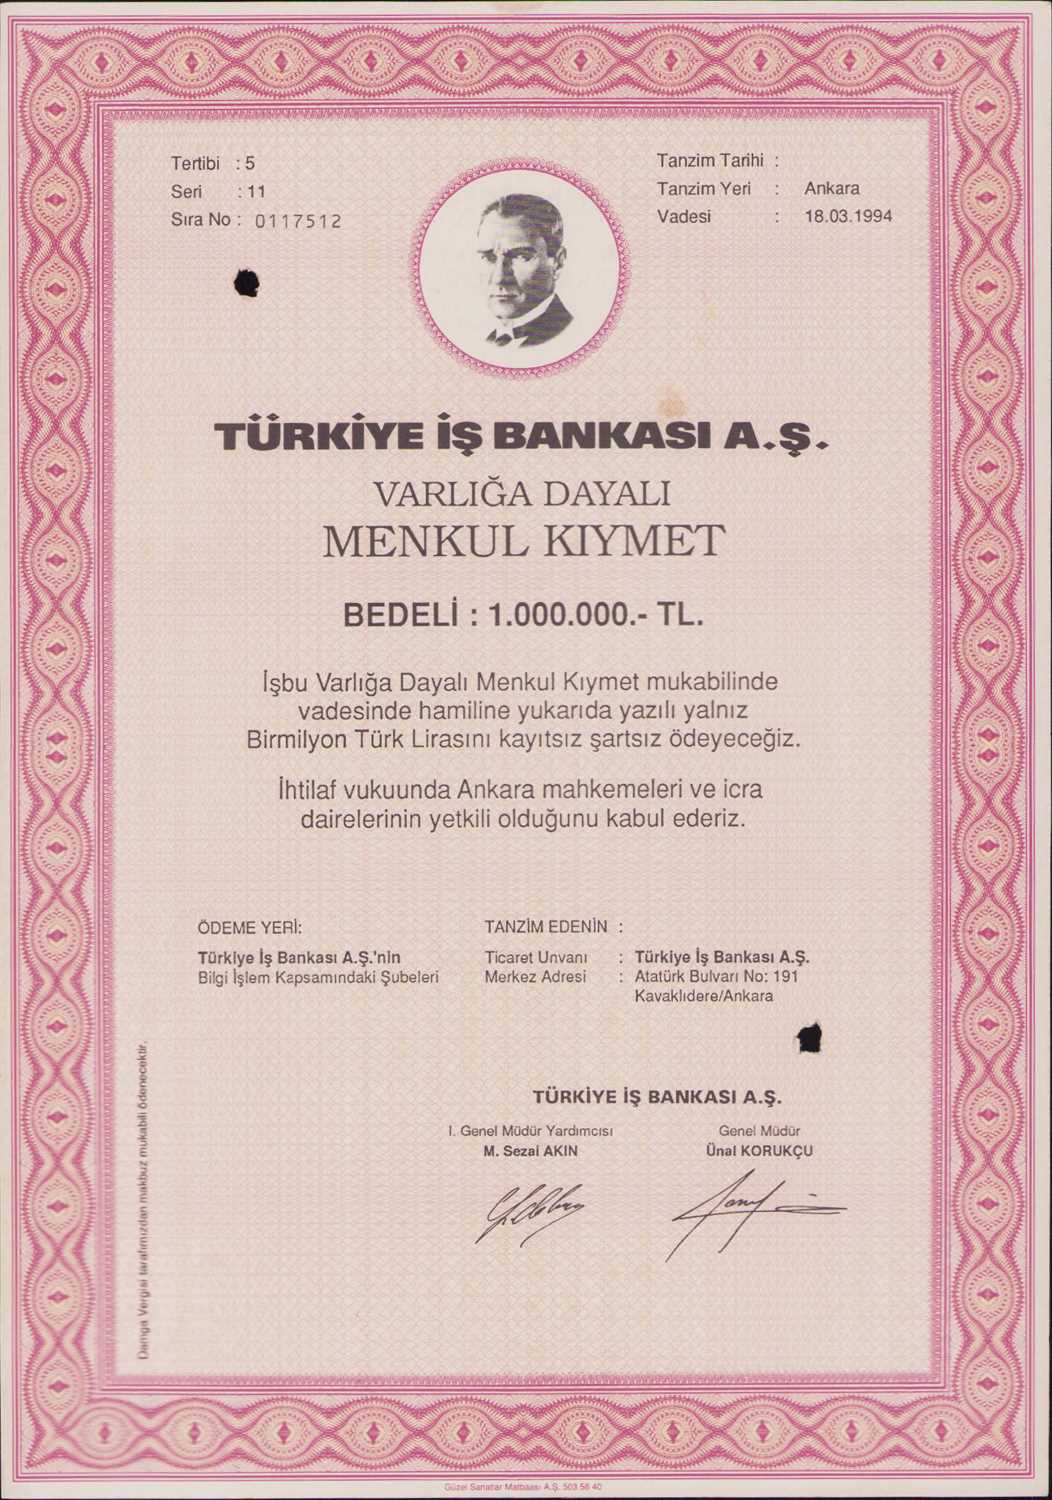 Tertibi : 5
Seri : 11
Sıra No : 0117512
Tanzim Tarihi :
Tanzim Yeri : Ankara
Vadesi : 18.03.1994
TÜRKİYE İŞ BANKASI A.Ş.
VARLIĞA DAYALI
MENKUL KIYMET
BEDELİ : 1.000.000.- TL.
İşbu Varlığa Dayalı Menkul Kıymet mukabilinde
vadesinde hamiline yukarıda yazılı yalnız
Birmilyon Türk Lirasını kayıtsız şartsız ödeyeceğiz.
İhtilaf vukuunda Ankara mahkemeleri ve icra
dairelerinin yetkili olduğunu kabul ederiz.
ÖDEME YERİ:
Türkiye İş Bankası A.Ş.'nin
Bilgi İşlem Kapsamındaki Şubeleri
TANZİM EDENİN :
Ticaret Unvanı : Türkiye İş Bankası A.Ş.
Merkez Adresi : Atatürk Bulvarı No: 191
Kavaklıdere/Ankara
TÜRKİYE İŞ BANKASI A.Ş.
I. Genel Müdür Yardımcısı
M. Sezai AKIN
Genel Müdür
Ünal KORUKÇU
Damga Vergisi tarafımızdan makbuz mukabili ödenecektir.
Güzel Sanatlar Matbaası A.Ş. 503 56 40